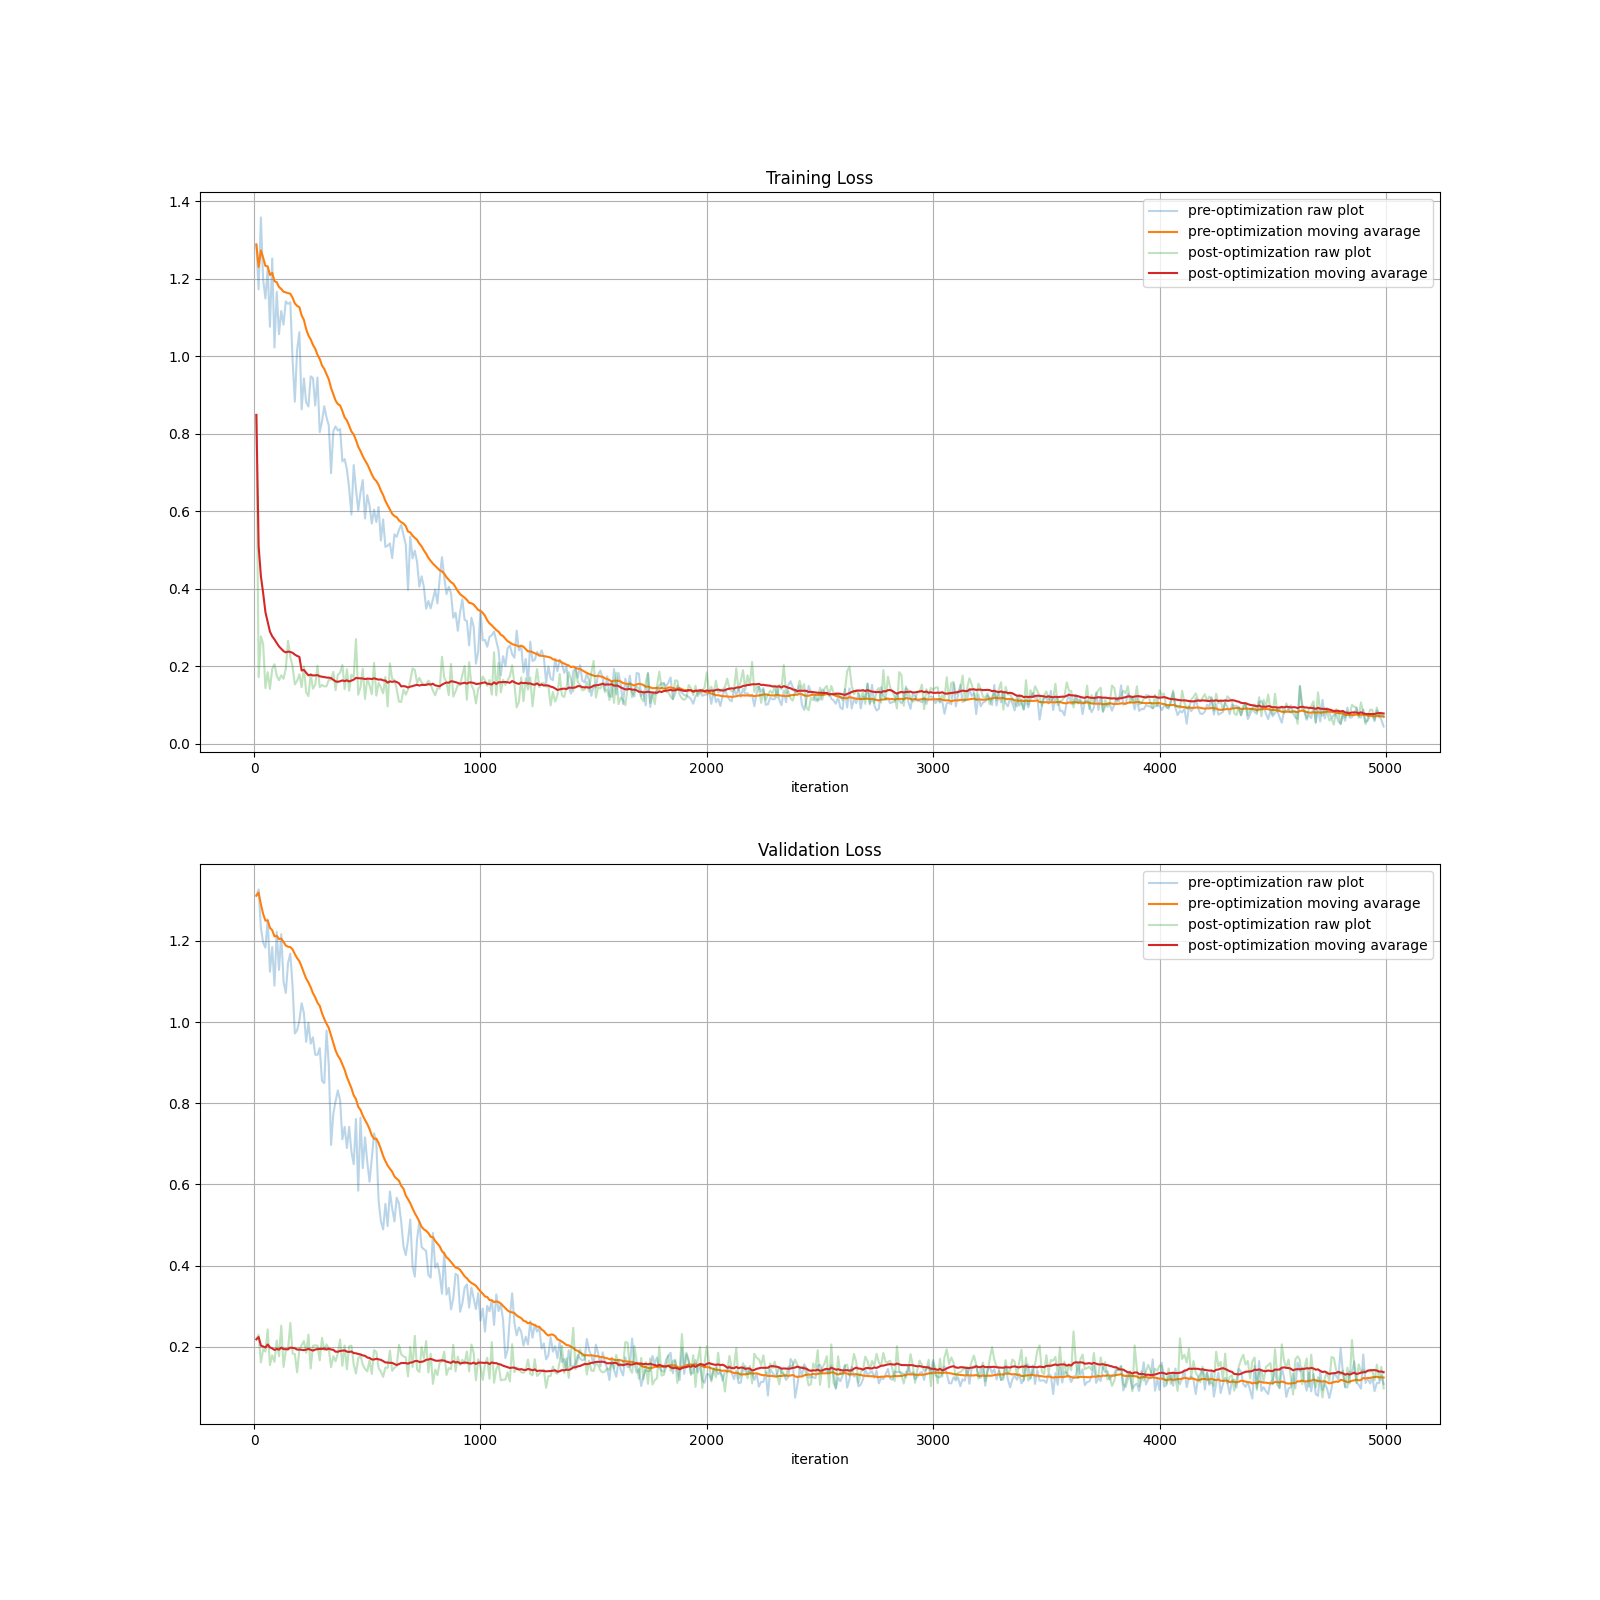 Training Loss
1.4
1.2
1.0
0.8
0.6
0.4
0.2
0.0
pre-optimization raw plot
pre-optimization moving avarage
post-optimization raw plot
post-optimization moving avarage
0 1000 2000 3000 4000 5000
iteration
Validation Loss
1.2
1.0
0.8
0.6
0.4
0.2
pre-optimization raw plot
pre-optimization moving avarage
post-optimization raw plot
post-optimization moving avarage
0 1000 2000 3000 4000 5000
iteration